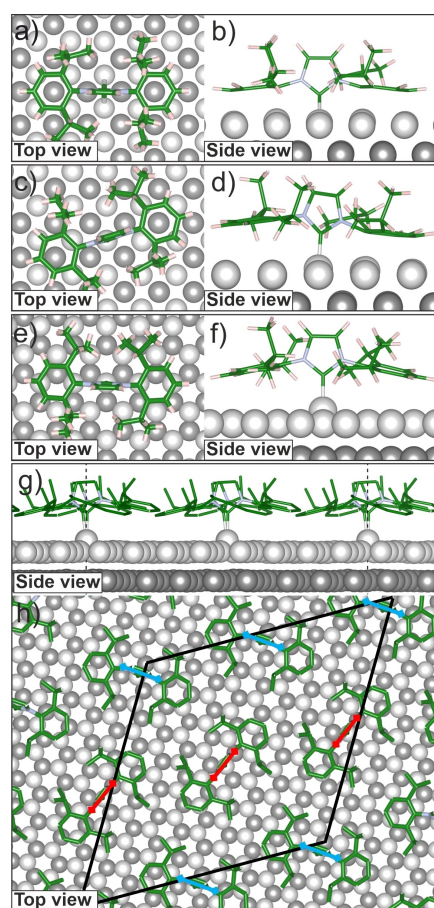 a)
b)
Top view
Side view
c)
d)
Top view
Side view
e)
f)
Top view
Side view
g)
Side view
h)
Top view